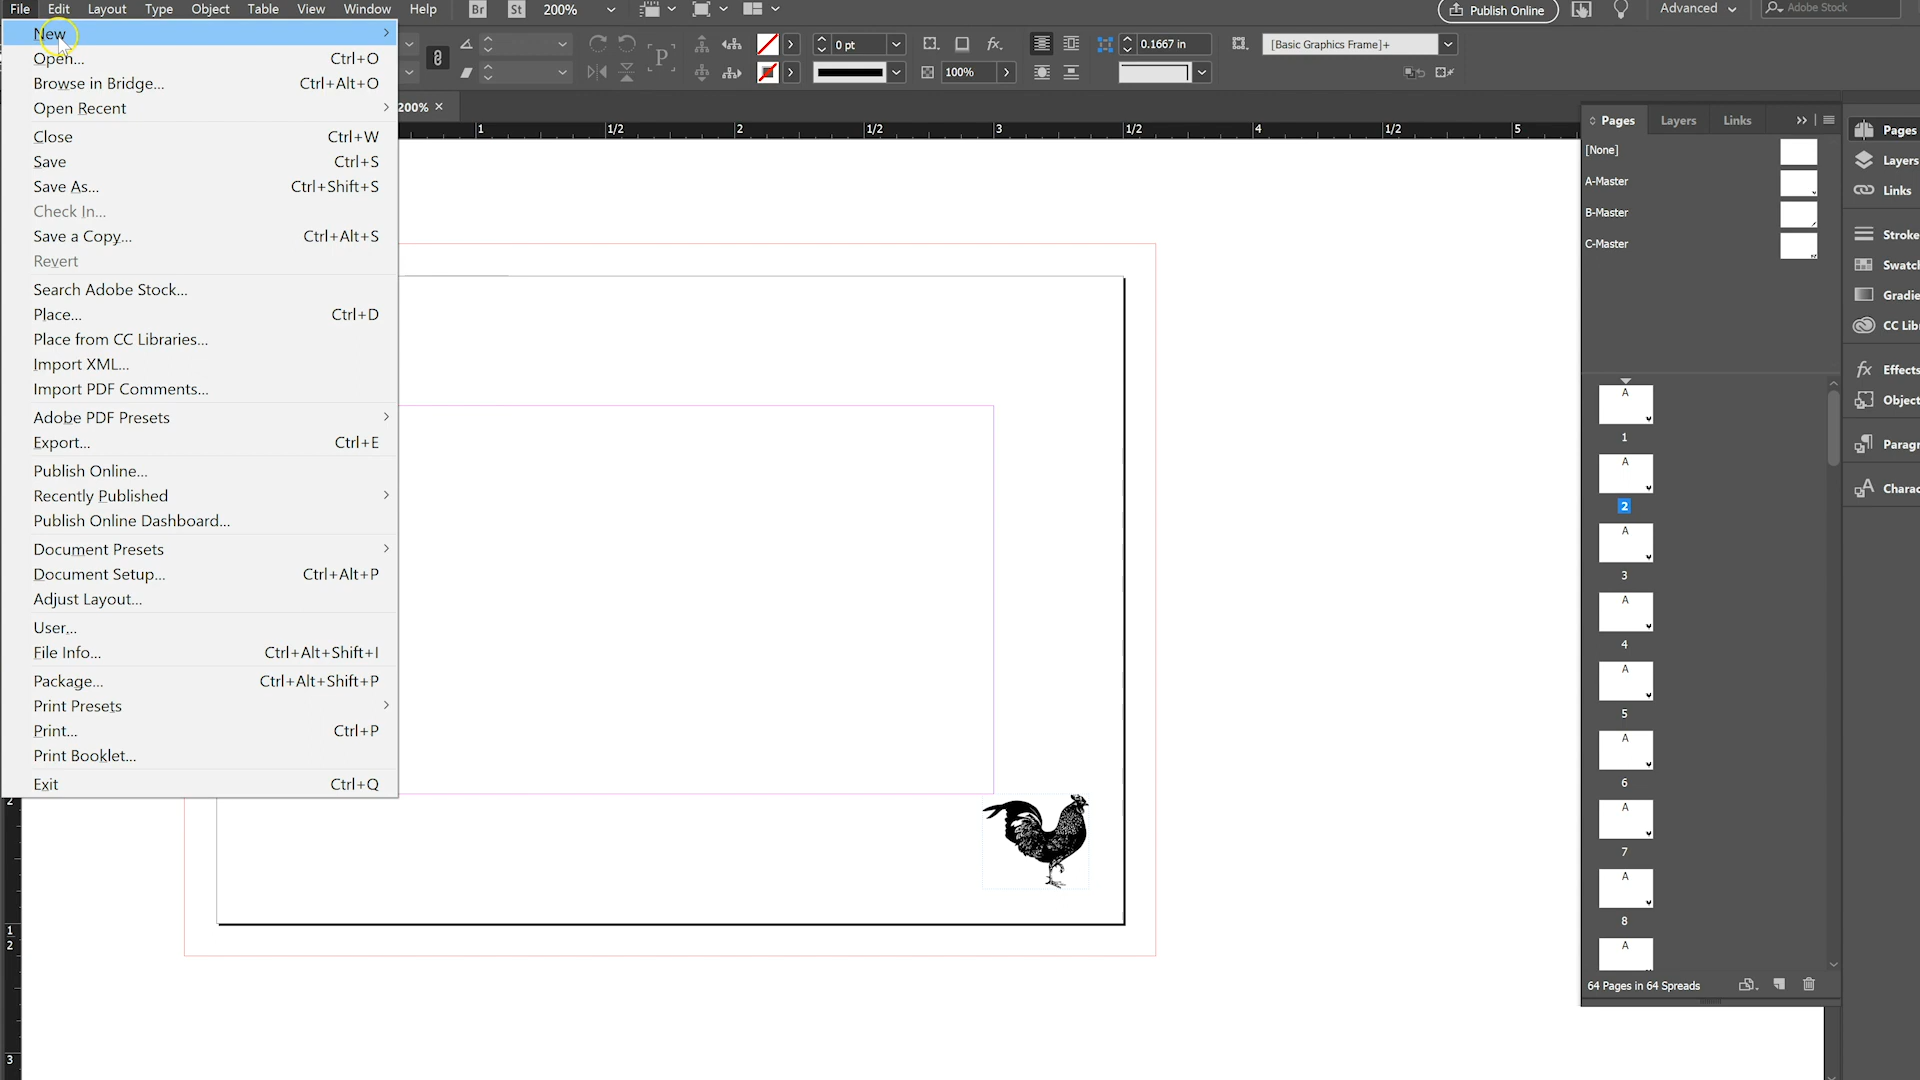 File Edit Layout Type Object Table View Window Help Br St 200% Publish Online Advanced Adobe Stock
New
Open... Ctrl+O
Browse in Bridge... Ctrl+Alt+O
Open Recent
Close Ctrl+W
Save Ctrl+S
Save As... Ctrl+Shift+S
Check In...
Save a Copy... Ctrl+Alt+S
Revert
Search Adobe Stock...
Place... Ctrl+D
Place from CC Libraries...
Import XML...
Import PDF Comments...
Adobe PDF Presets
Export... Ctrl+E
Publish Online...
Recently Published
Publish Online Dashboard...
Document Presets
Document Setup... Ctrl+Alt+P
Adjust Layout...
User...
File Info... Ctrl+Alt+Shift+I
Package... Ctrl+Alt+Shift+P
Print Presets
Print... Ctrl+P
Print Booklet...
Exit Ctrl+Q
P 0 pt fx. 0.1667 in [Basic Graphics Frame]+
100%
200% ×
1 1/2 2 1/2 3 1/2 4 1/2 5
2
1
2
3
Pages Layers Links
[None]
A-Master
B-Master
C-Master
A
1
A
2
A
3
A
4
A
5
A
6
A
7
A
8
A
64 Pages in 64 Spreads
Pages
Layers
Links
Stroke
Swatch
Gradie
CC Lib
fx Effects
Object
Paragr
A Charac